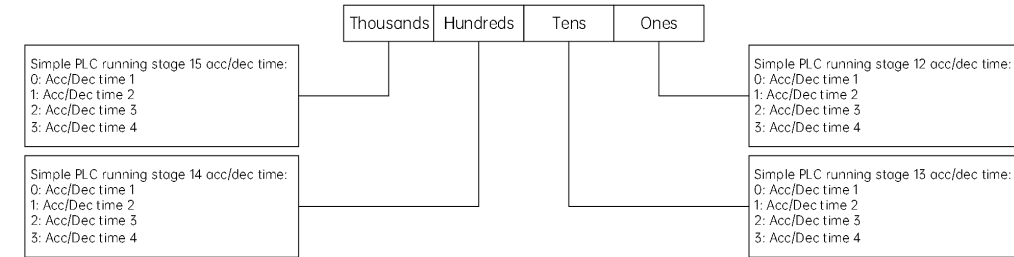 Thousands Hundreds Tens Ones
Simple PLC running stage 15 acc/dec time:
0: Acc/Dec time 1
1: Acc/Dec time 2
2: Acc/Dec time 3
3: Acc/Dec time 4
Simple PLC running stage 12 acc/dec time:
0: Acc/Dec time 1
1: Acc/Dec time 2
2: Acc/Dec time 3
3: Acc/Dec time 4
Simple PLC running stage 14 acc/dec time:
0: Acc/Dec time 1
1: Acc/Dec time 2
2: Acc/Dec time 3
3: Acc/Dec time 4
Simple PLC running stage 13 acc/dec time:
0: Acc/Dec time 1
1: Acc/Dec time 2
2: Acc/Dec time 3
3: Acc/Dec time 4